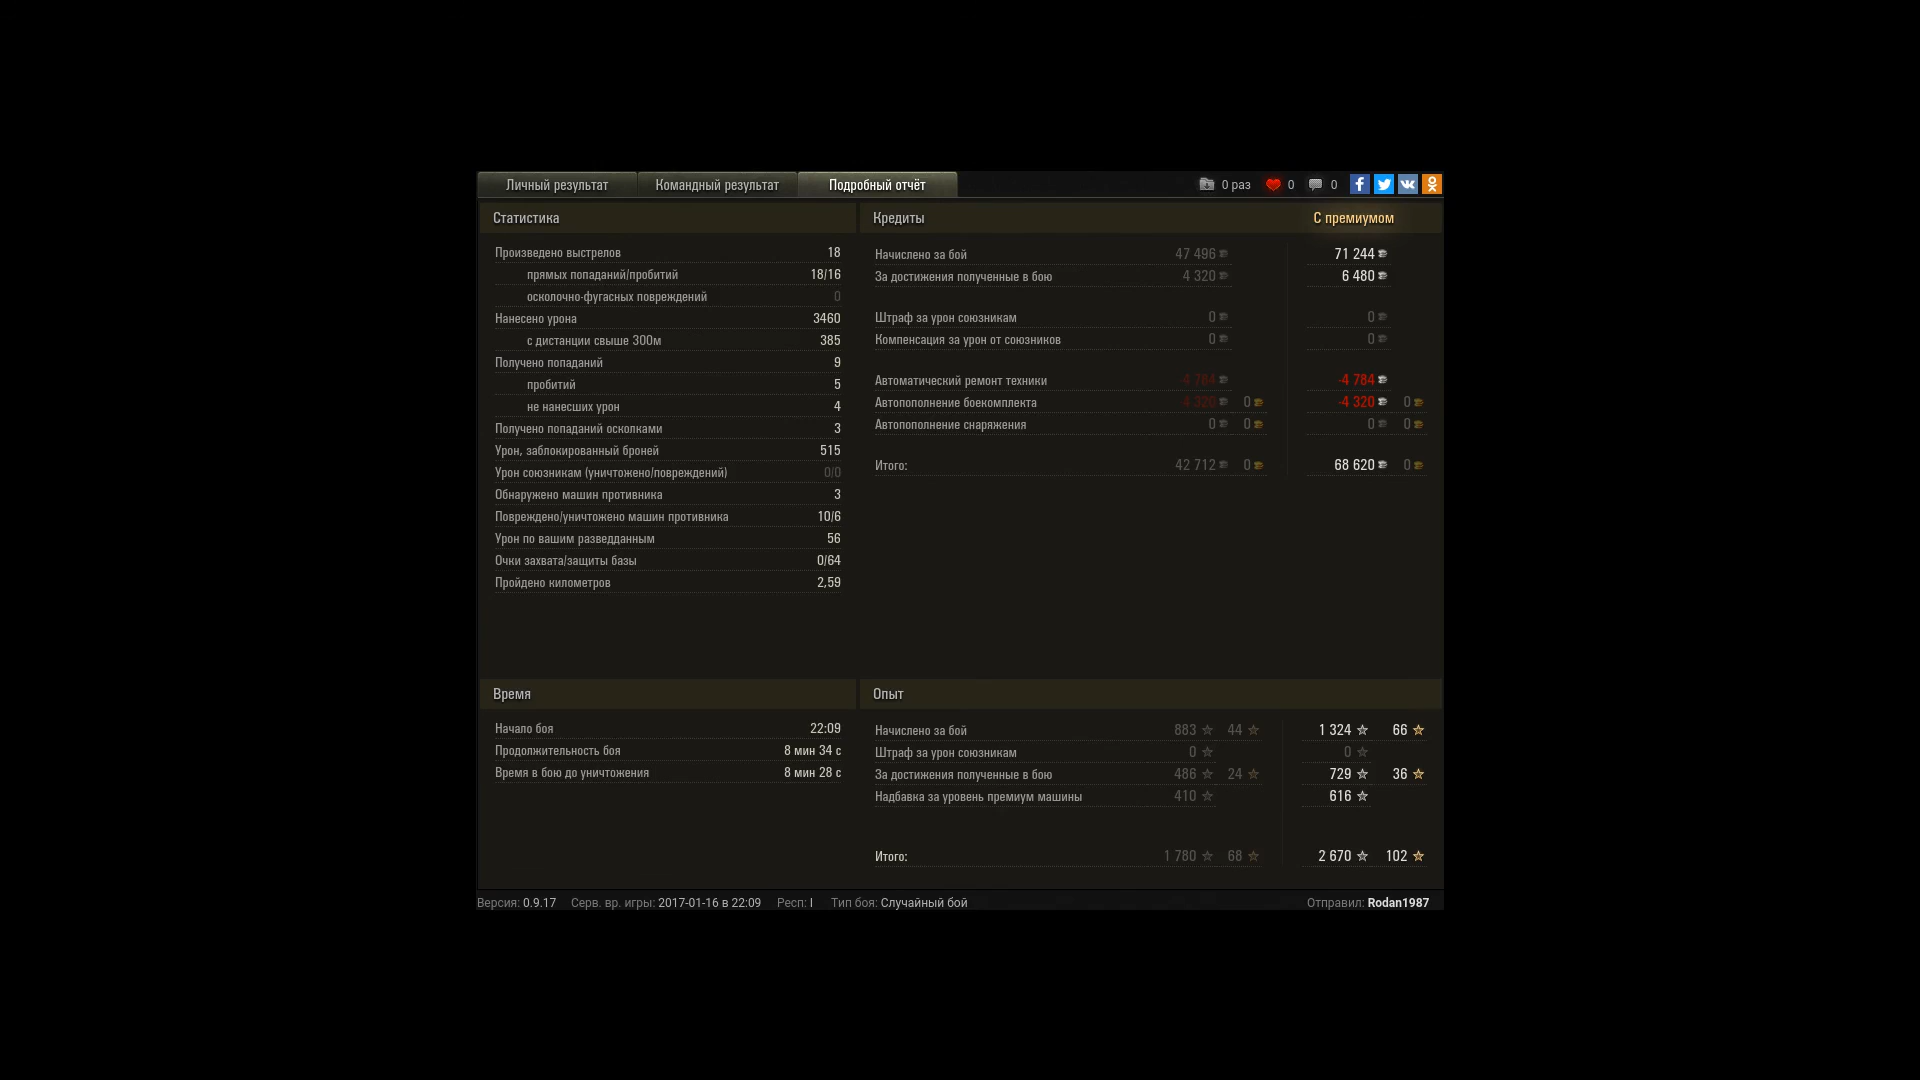 Личный результат Командный результат Подробный отчёт 0 раз 0 0
Статистика
Произведено выстрелов 18
прямых попаданий/пробитий 18/16
осколочно-фугасных повреждений 0
Нанесено урона 3460
с дистанции свыше 300м 385
Получено попаданий 9
пробитий 5
не нанесших урон 4
Получено попаданий осколками 3
Урон, заблокированный броней 515
Урон союзникам (уничтожено/повреждений) 0/0
Обнаружено машин противника 3
Повреждено/уничтожено машин противника 10/6
Урон по вашим разведданным 56
Очки захвата/защиты базы 0/64
Пройдено километров 2,59
Кредиты С премиумом
Начислено за бой 47 496 71 244
За достижения полученные в бою 4 320 6 480
Штраф за урон союзникам 0 0
Компенсация за урон от союзников 0 0
Автоматический ремонт техники -4 784 -4 784
Автопополнение боекомплекта -4 320 0 -4 320 0
Автопополнение снаряжения 0 0 0 0
Итого: 42 712 0 68 620 0
Время
Начало боя 22:09
Продолжительность боя 8 мин 34 с
Время в бою до уничтожения 8 мин 28 с
Опыт
Начислено за бой 883 44 1 324 66
Штраф за урон союзникам 0 0
За достижения полученные в бою 486 24 729 36
Надбавка за уровень премиум машины 410 616
Итого: 1 780 68 2 670 102
Версия: 0.9.17 Серв. вр. игры: 2017-01-16 в 22:09 Респ: I Тип боя: Случайный бой Отправил: Rodan1987